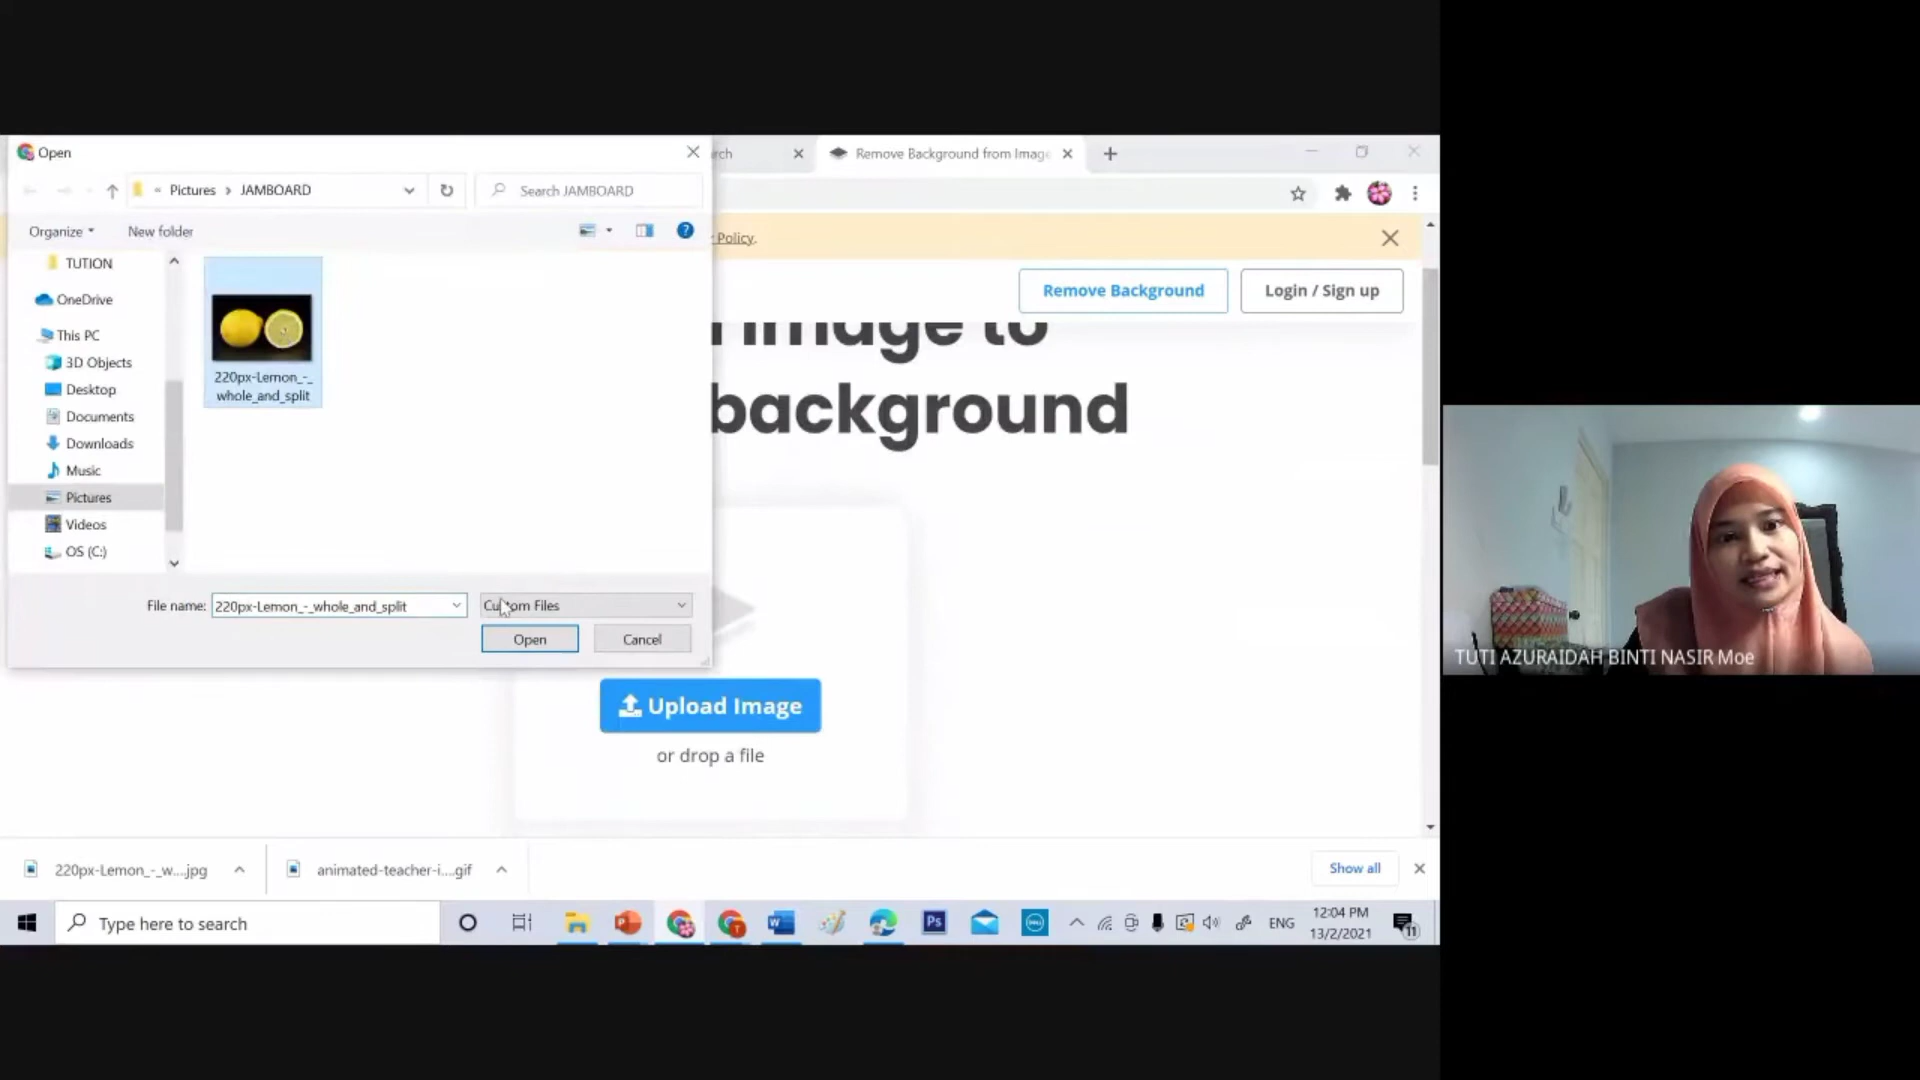 Open
rch
Remove Background from Imag
Pictures › JAMBOARD
Search JAMBOARD
Organize
New folder
Policy.
TUTION
OneDrive
This PC
3D Objects
Desktop
Documents
Downloads
Music
Pictures
Videos
OS (C:)
220px-Lemon_-_
whole_and_split
Remove Background
Login / Sign up
image to
background
File name: 220px-Lemon_-_whole_and_split
Custom Files
Open
Cancel
Upload Image
or drop a file
TUTI AZURAIDAH BINTI NASIR Moe
220px-Lemon_-_w....jpg
animated-teacher-i....gif
Show all
Type here to search
Ps
ENG
12:04 PM
13/2/2021
11